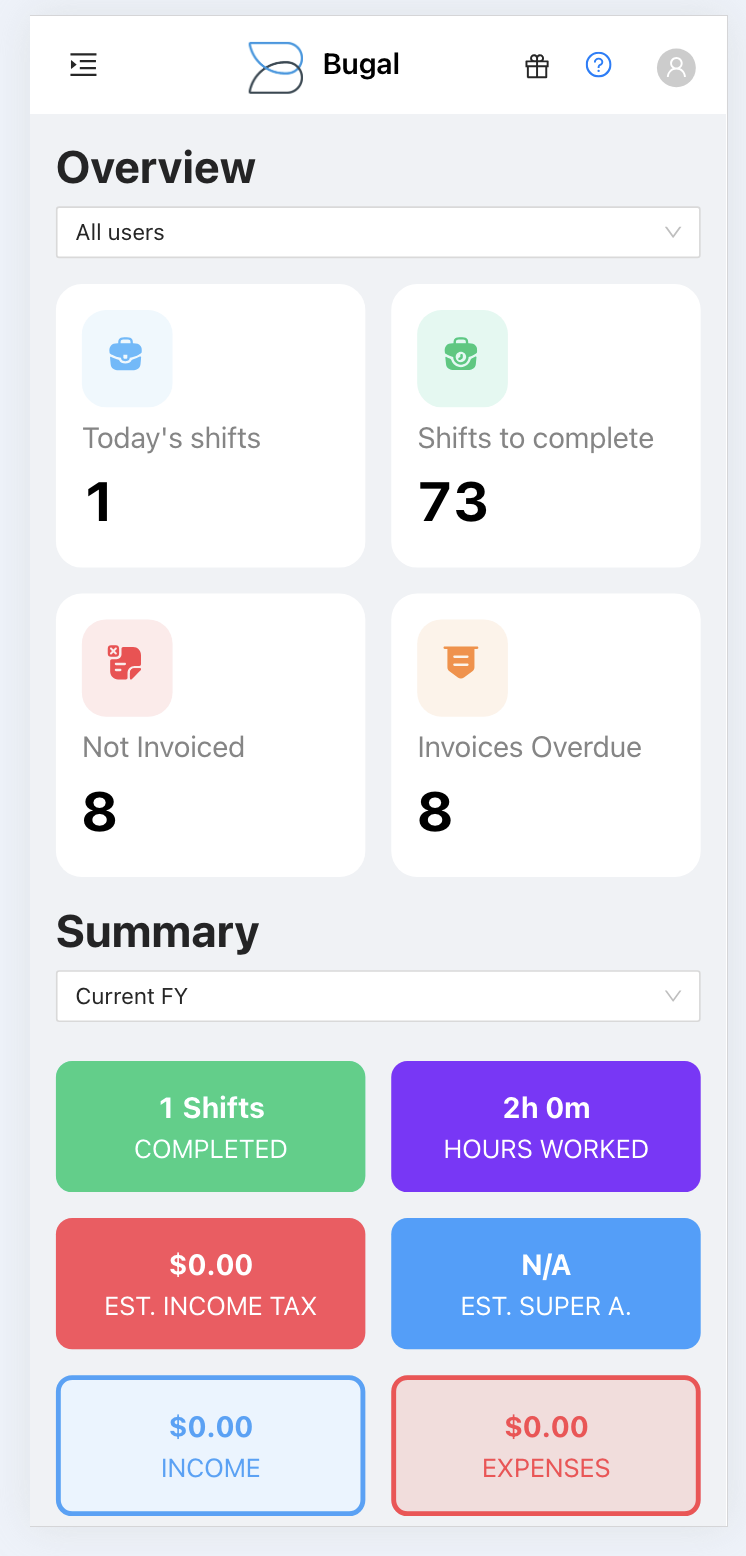 Bugal
Overview
All users
Today's shifts
1
Shifts to complete
73
Not Invoiced
8
Invoices Overdue
8
Summary
Current FY
1 Shifts
COMPLETED
2h 0m
HOURS WORKED
$0.00
EST. INCOME TAX
N/A
EST. SUPER A.
$0.00
INCOME
$0.00
EXPENSES